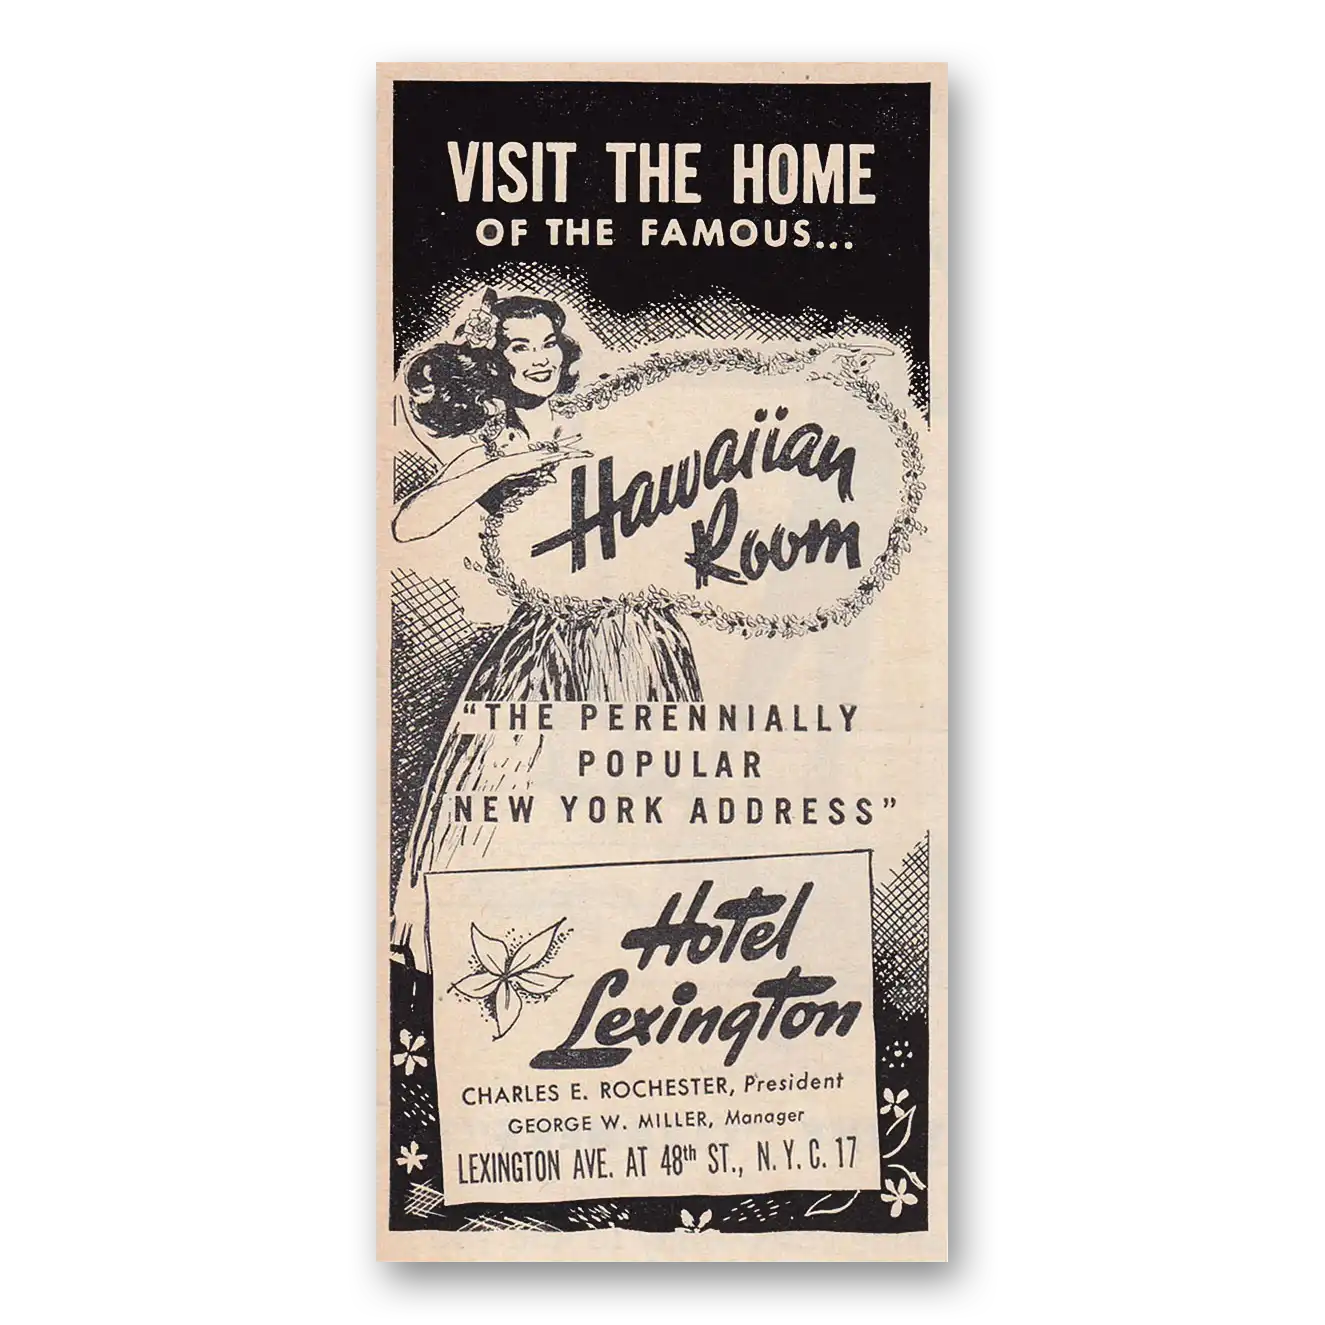 VISIT THE HOME
OF THE FAMOUS...
Hawaiian
Room
"THE PERENNIALLY
POPULAR
NEW YORK ADDRESS"
Hotel
Lexington
CHARLES E. ROCHESTER, President
GEORGE W. MILLER, Manager
LEXINGTON AVE. AT 48th ST., N. Y. C. 17